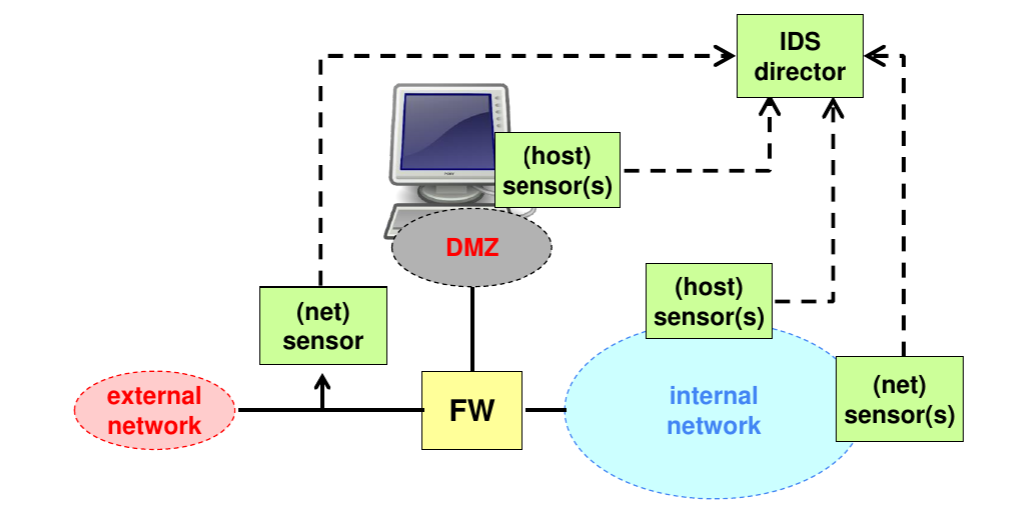 IDS
director
(host)
sensor(s)
DMZ
(host)
sensor(s)
(net)
sensor
external
network
FW
internal
network
(net)
sensor(s)